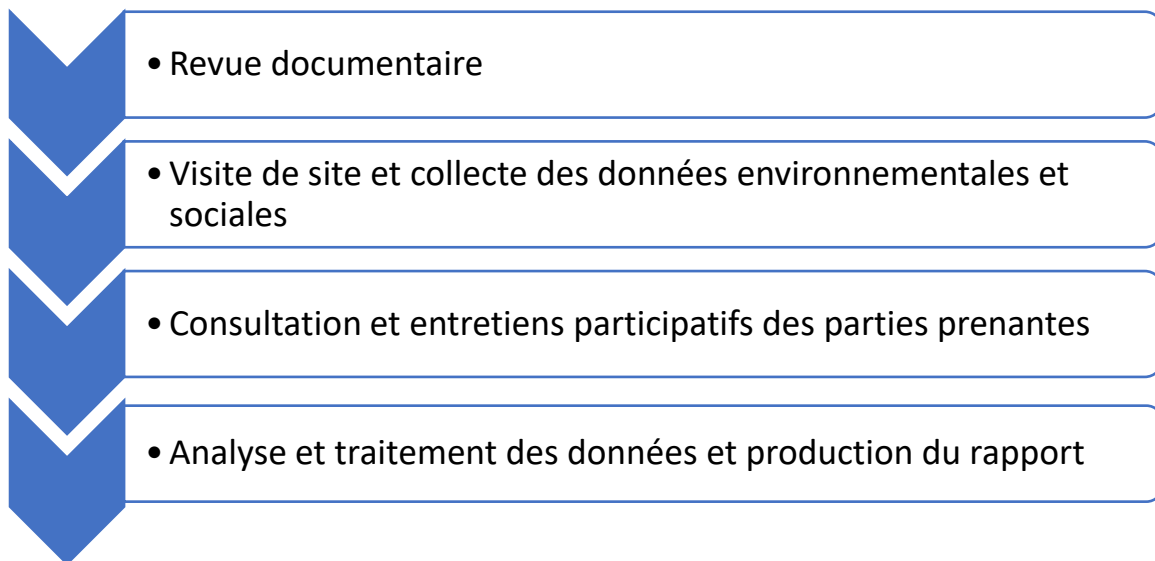 • Revue documentaire
• Visite de site et collecte des données environnementales et
sociales
• Consultation et entretiens participatifs des parties prenantes
• Analyse et traitement des données et production du rapport